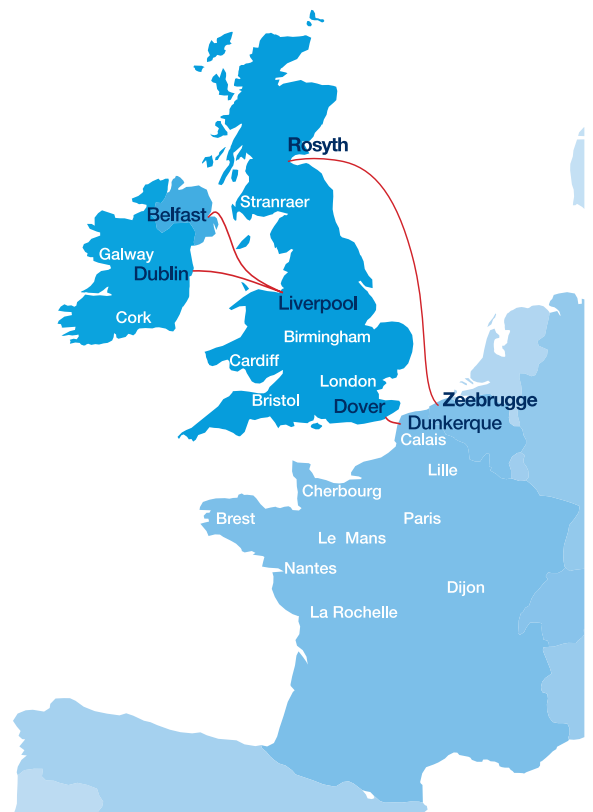 Rosyth
Stranraer
Belfast
Galway
Dublin
Liverpool
Cork
Birmingham
Cardiff
London
Bristol
Dover
Zeebrugge
Dunkerque
Calais
Lille
Cherbourg
Brest
Paris
Le Mans
Nantes
Dijon
La Rochelle